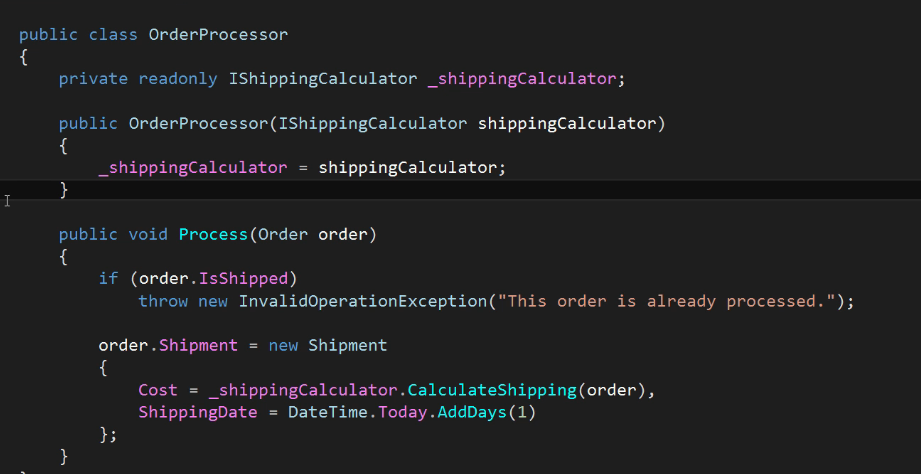 public class OrderProcessor
{
    private readonly IShippingCalculator _shippingCalculator;

    public OrderProcessor(IShippingCalculator shippingCalculator)
    {
        _shippingCalculator = shippingCalculator;
    }

    public void Process(Order order)
    {
        if (order.IsShipped)
            throw new InvalidOperationException("This order is already processed.");

        order.Shipment = new Shipment
        {
            Cost = _shippingCalculator.CalculateShipping(order),
            ShippingDate = DateTime.Today.AddDays(1)
        };
    }